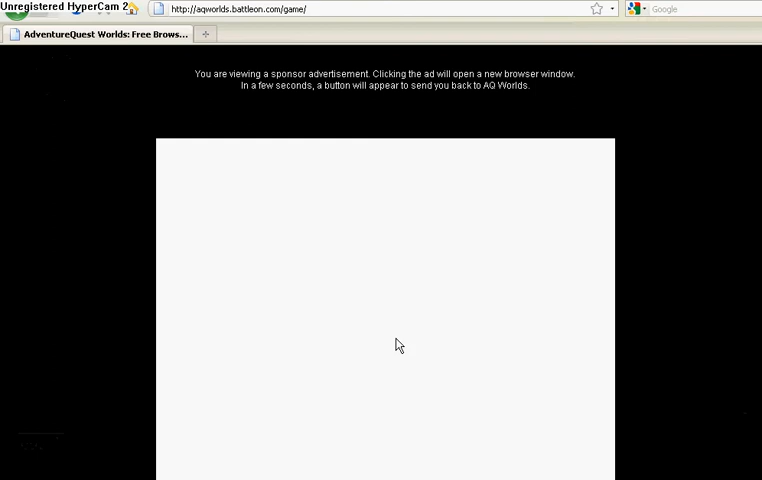 Unregistered HyperCam 2
http://aqworlds.battleon.com/game/
Google
AdventureQuest Worlds: Free Brows...
You are viewing a sponsor advertisement. Clicking the ad will open a new browser window.
In a few seconds, a button will appear to send you back to AQ Worlds.